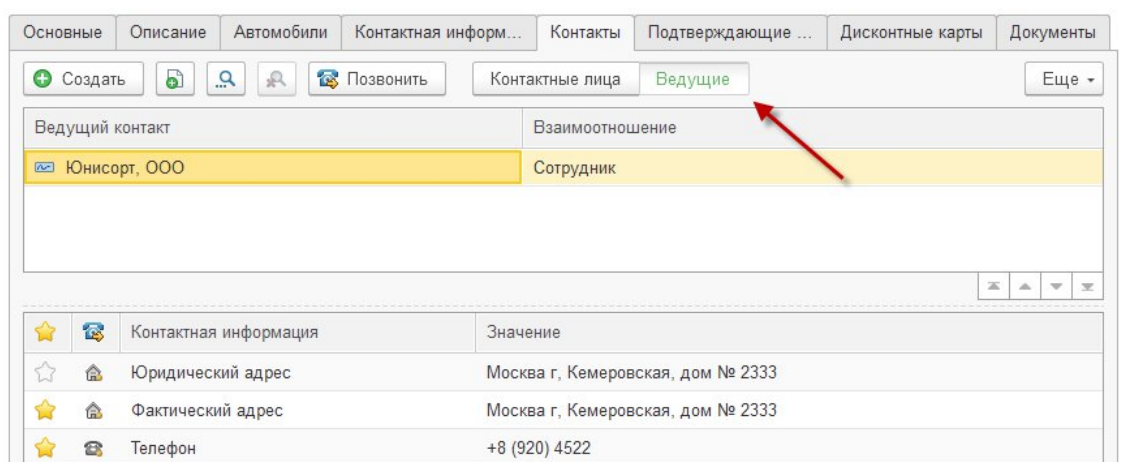 Основные Описание Автомобили Контактная информ... Контакты Подтверждающие ... Дисконтные карты Документы
Создать Позвонить Контактные лица Ведущие Еще
Ведущий контакт Взаимоотношение
Юнисорт, ООО Сотрудник
Контактная информация Значение
Юридический адрес Москва г, Кемеровская, дом № 2333
Фактический адрес Москва г, Кемеровская, дом № 2333
Телефон +8 (920) 4522